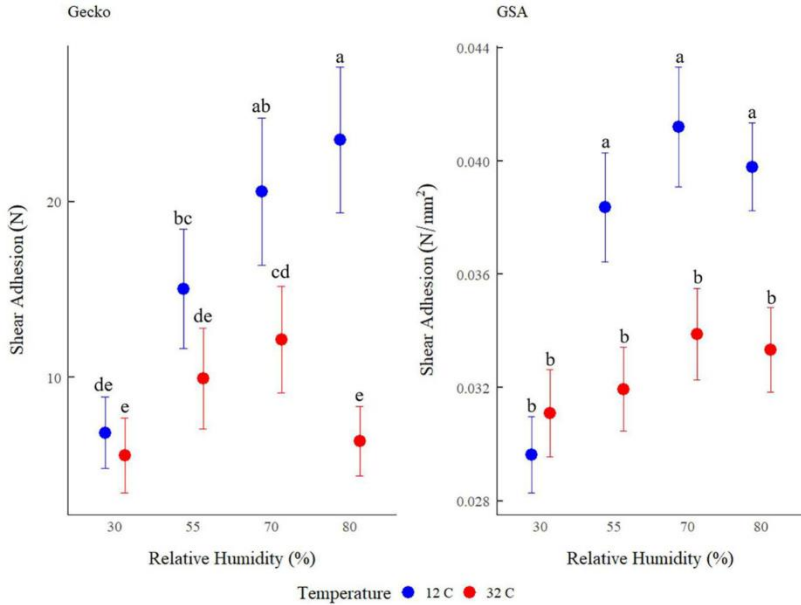 Gecko
Shear Adhesion (N)
20
10
a
ab
bc
cd
de
de
e
e
30 55 70 80
Relative Humidity (%)
GSA
Shear Adhesion (N/mm²)
0.044
0.040
0.036
0.032
0.028
a
a
a
b
b
b
b
b
30 55 70 80
Relative Humidity (%)
Temperature 12 C 32 C